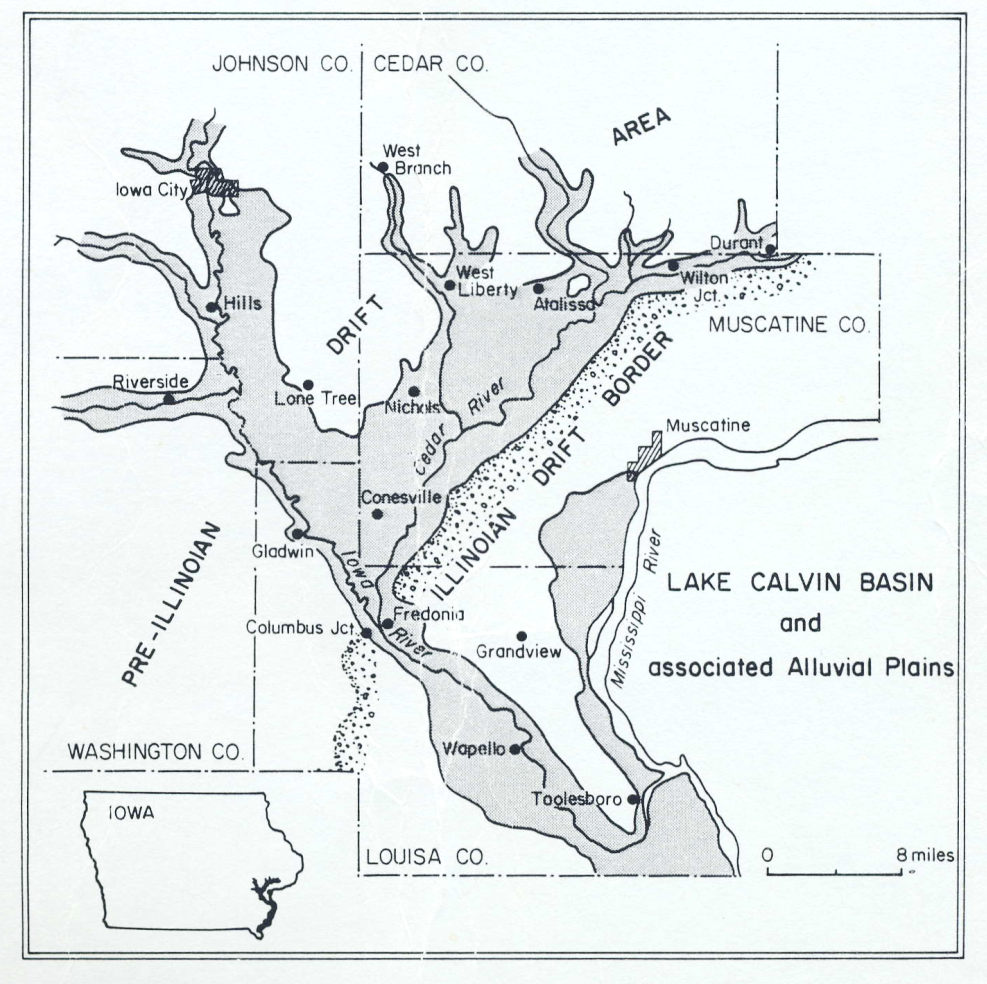 JOHNSON CO.
CEDAR CO.
AREA
West
Branch
Iowa City
Durant
West
Liberty
Wilton
Jct.
Atalissa
Hills
DRIFT
MUSCATINE CO.
Riverside
Lone Tree
Nichols
Cedar River
BORDER
Muscatine
DRIFT
Conesville
ILLINOIAN
Gladwin
Iowa
River
PRE-ILLINOIAN
Mississippi River
LAKE CALVIN BASIN
and
associated Alluvial Plains
Fredonia
Columbus Jct.
Grandview
WASHINGTON CO.
Wapello
Toolesboro
IOWA
LOUISA CO.
0 8 miles